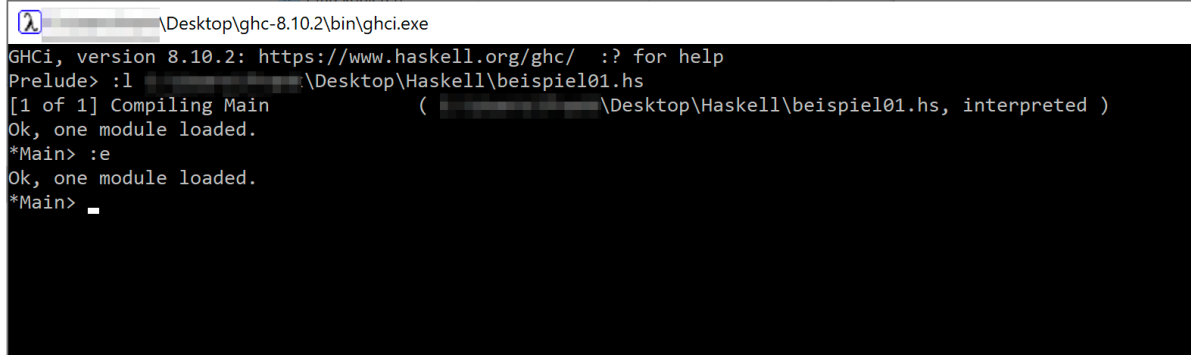 λ \Desktop\ghc-8.10.2\bin\ghci.exe
GHCi, version 8.10.2: https://www.haskell.org/ghc/  :? for help
Prelude> :l :\Desktop\Haskell\beispiel01.hs
[1 of 1] Compiling Main             ( \Desktop\Haskell\beispiel01.hs, interpreted )
Ok, one module loaded.
*Main> :e
Ok, one module loaded.
*Main>